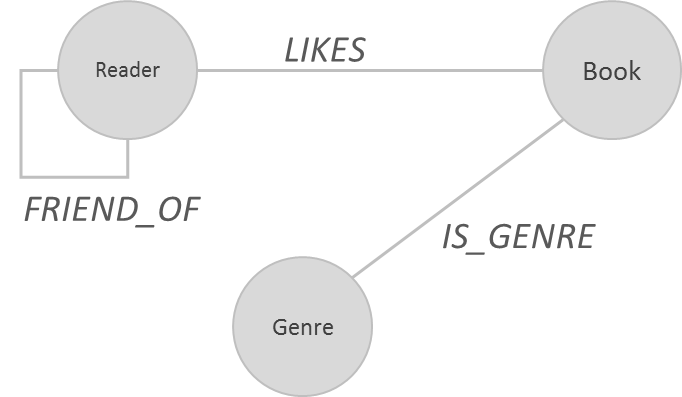 LIKES
Reader
Book
FRIEND_OF
IS_GENRE
Genre